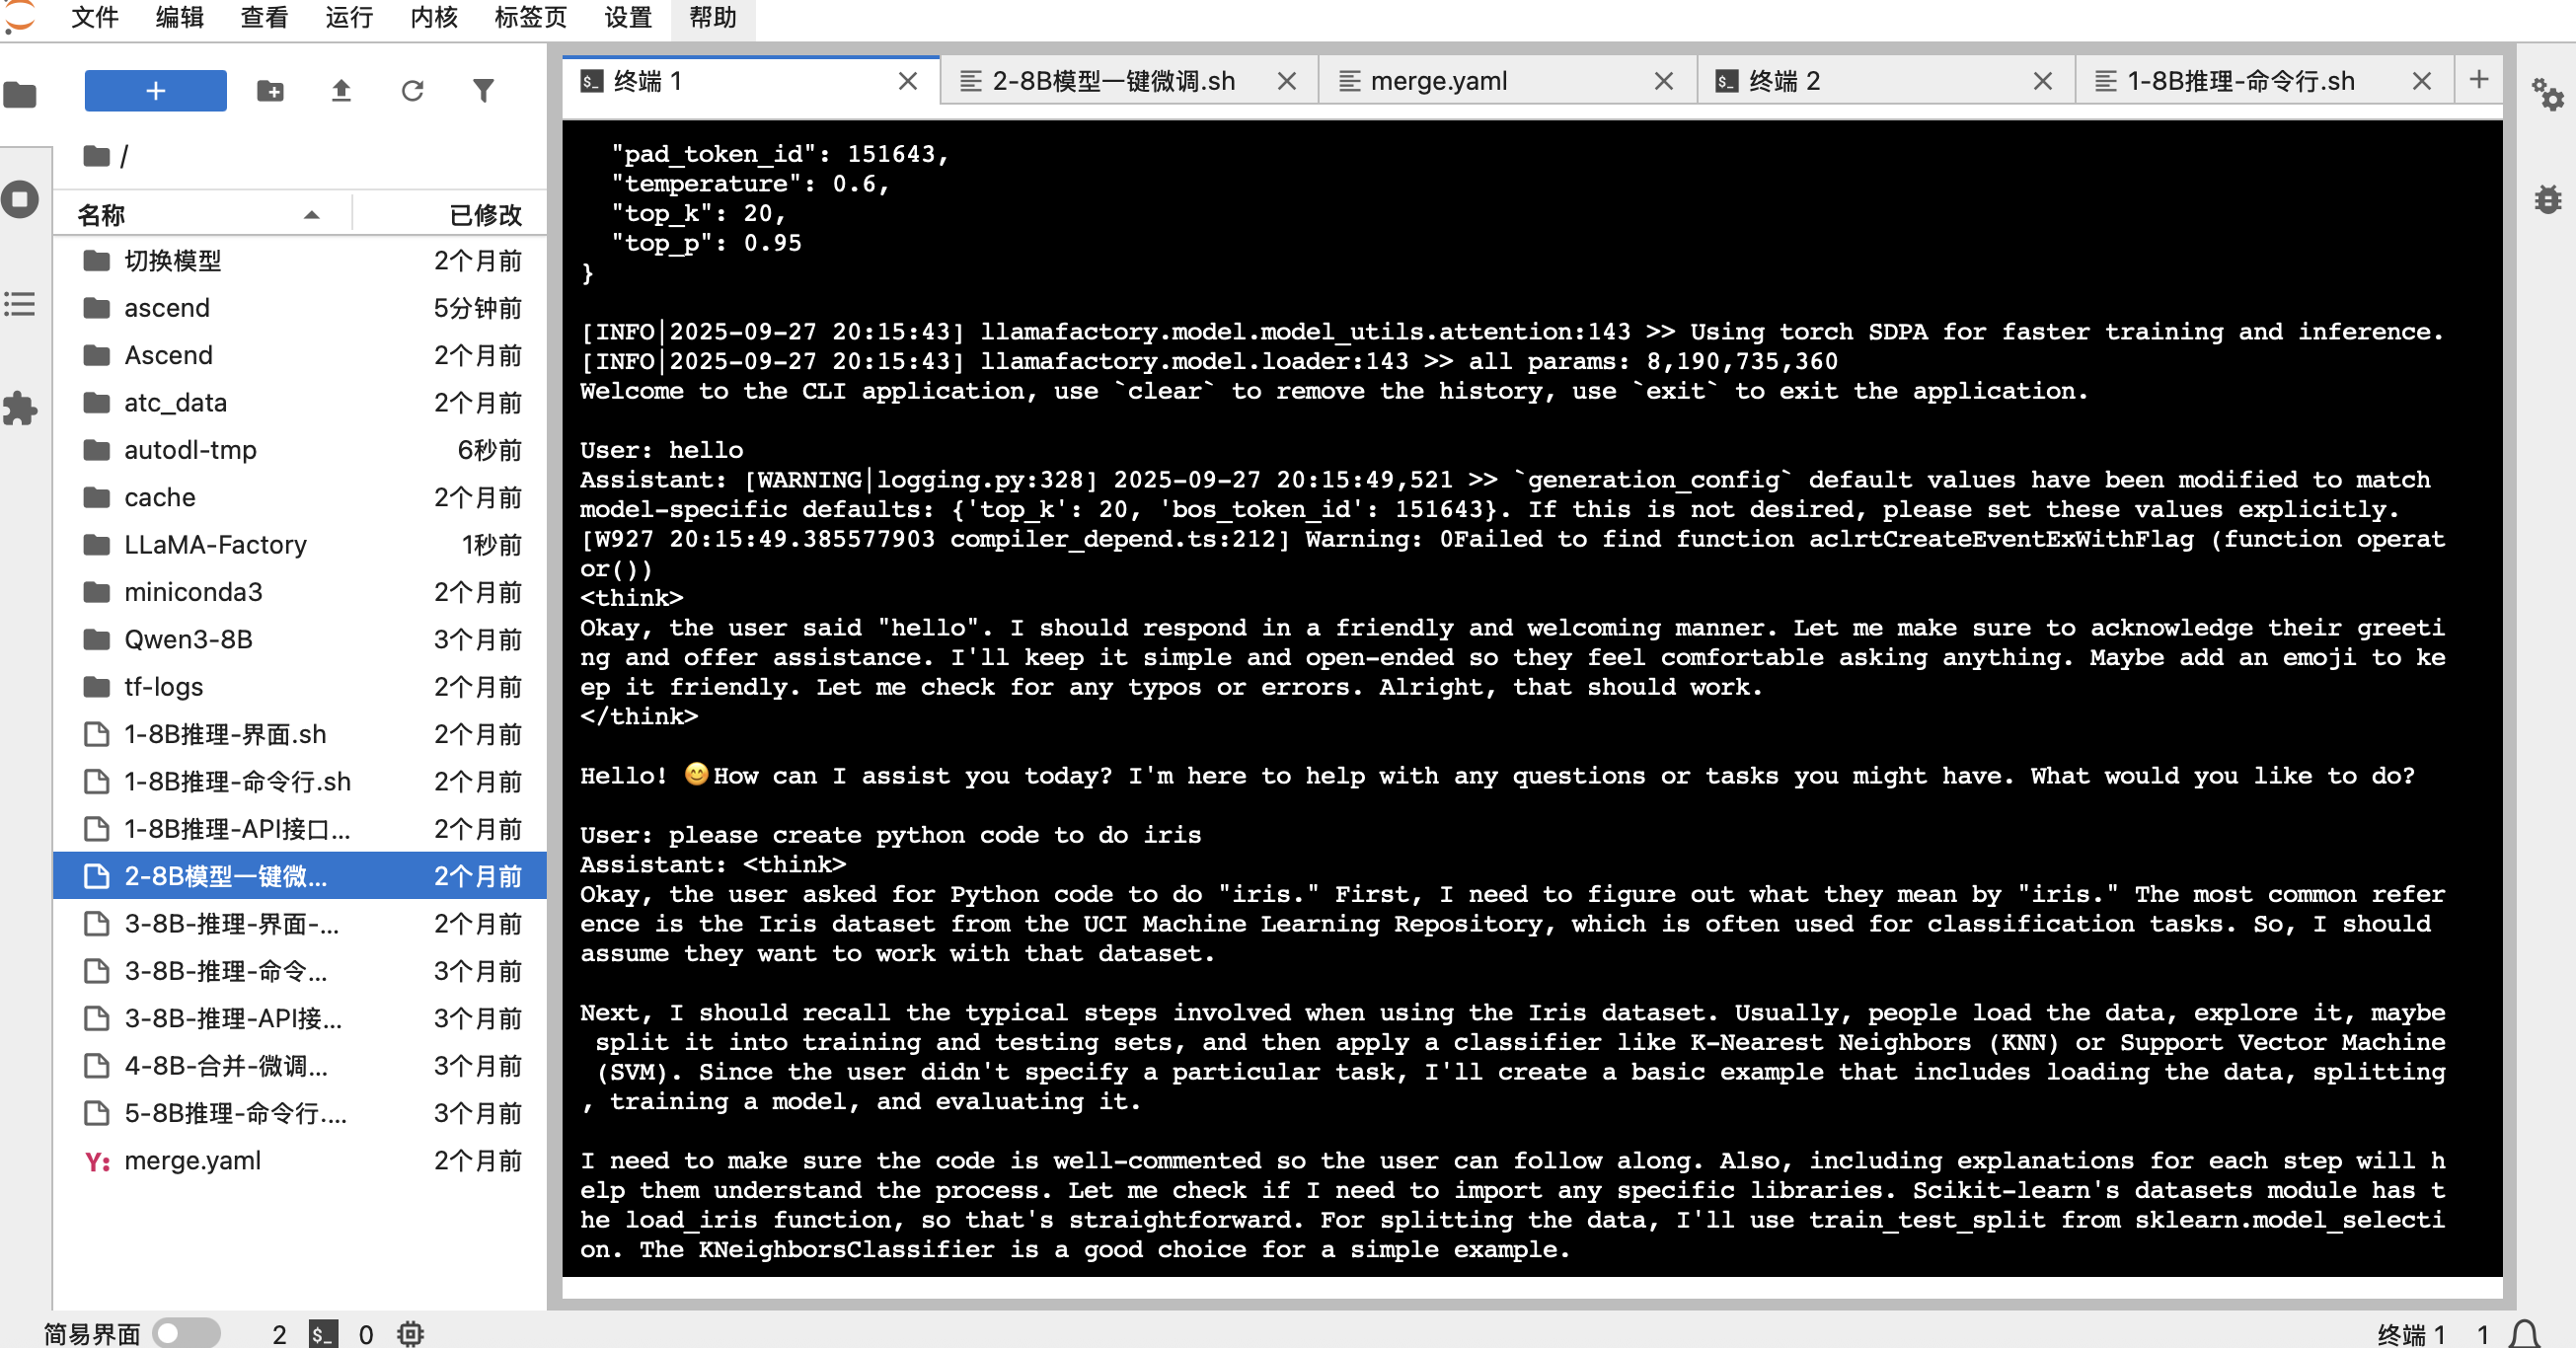 文件 编辑 查看 运行 内核 标签页 设置 帮助
+
/
名称 已修改
切换模型 2个月前
ascend 5分钟前
Ascend 2个月前
atc_data 2个月前
autodl-tmp 6秒前
cache 2个月前
LLaMA-Factory 1秒前
miniconda3 2个月前
Qwen3-8B 3个月前
tf-logs 2个月前
1-8B推理-界面.sh 2个月前
1-8B推理-命令行.sh 2个月前
1-8B推理-API接口... 2个月前
2-8B模型一键微... 2个月前
3-8B-推理-界面-... 2个月前
3-8B-推理-命令... 3个月前
3-8B-推理-API接... 3个月前
4-8B-合并-微调... 3个月前
5-8B推理-命令行.... 3个月前
Y: merge.yaml 2个月前
$_ 终端 1 2-8B模型一键微调.sh merge.yaml $_ 终端 2 1-8B推理-命令行.sh +
"pad_token_id": 151643,
"temperature": 0.6,
"top_k": 20,
"top_p": 0.95
}
[INFO|2025-09-27 20:15:43] llamafactory.model.model_utils.attention:143 >> Using torch SDPA for faster training and inference.
[INFO|2025-09-27 20:15:43] llamafactory.model.loader:143 >> all params: 8,190,735,360
Welcome to the CLI application, use `clear` to remove the history, use `exit` to exit the application.
User: hello
Assistant: [WARNING|logging.py:328] 2025-09-27 20:15:49,521 >> `generation_config` default values have been modified to match
model-specific defaults: {'top_k': 20, 'bos_token_id': 151643}. If this is not desired, please set these values explicitly.
[W927 20:15:49.385577903 compiler_depend.ts:212] Warning: 0Failed to find function aclrtCreateEventExWithFlag (function operat
or())
<think>
Okay, the user said "hello". I should respond in a friendly and welcoming manner. Let me make sure to acknowledge their greeti
ng and offer assistance. I'll keep it simple and open-ended so they feel comfortable asking anything. Maybe add an emoji to ke
ep it friendly. Let me check for any typos or errors. Alright, that should work.
</think>
Hello! 😊How can I assist you today? I'm here to help with any questions or tasks you might have. What would you like to do?
User: please create python code to do iris
Assistant: <think>
Okay, the user asked for Python code to do "iris." First, I need to figure out what they mean by "iris." The most common refer
ence is the Iris dataset from the UCI Machine Learning Repository, which is often used for classification tasks. So, I should
assume they want to work with that dataset.
Next, I should recall the typical steps involved when using the Iris dataset. Usually, people load the data, explore it, maybe
split it into training and testing sets, and then apply a classifier like K-Nearest Neighbors (KNN) or Support Vector Machine
(SVM). Since the user didn't specify a particular task, I'll create a basic example that includes loading the data, splitting
, training a model, and evaluating it.
I need to make sure the code is well-commented so the user can follow along. Also, including explanations for each step will h
elp them understand the process. Let me check if I need to import any specific libraries. Scikit-learn's datasets module has t
he load_iris function, so that's straightforward. For splitting the data, I'll use train_test_split from sklearn.model_selecti
on. The KNeighborsClassifier is a good choice for a simple example.
简易界面 2 $_ 0 终端 1 1